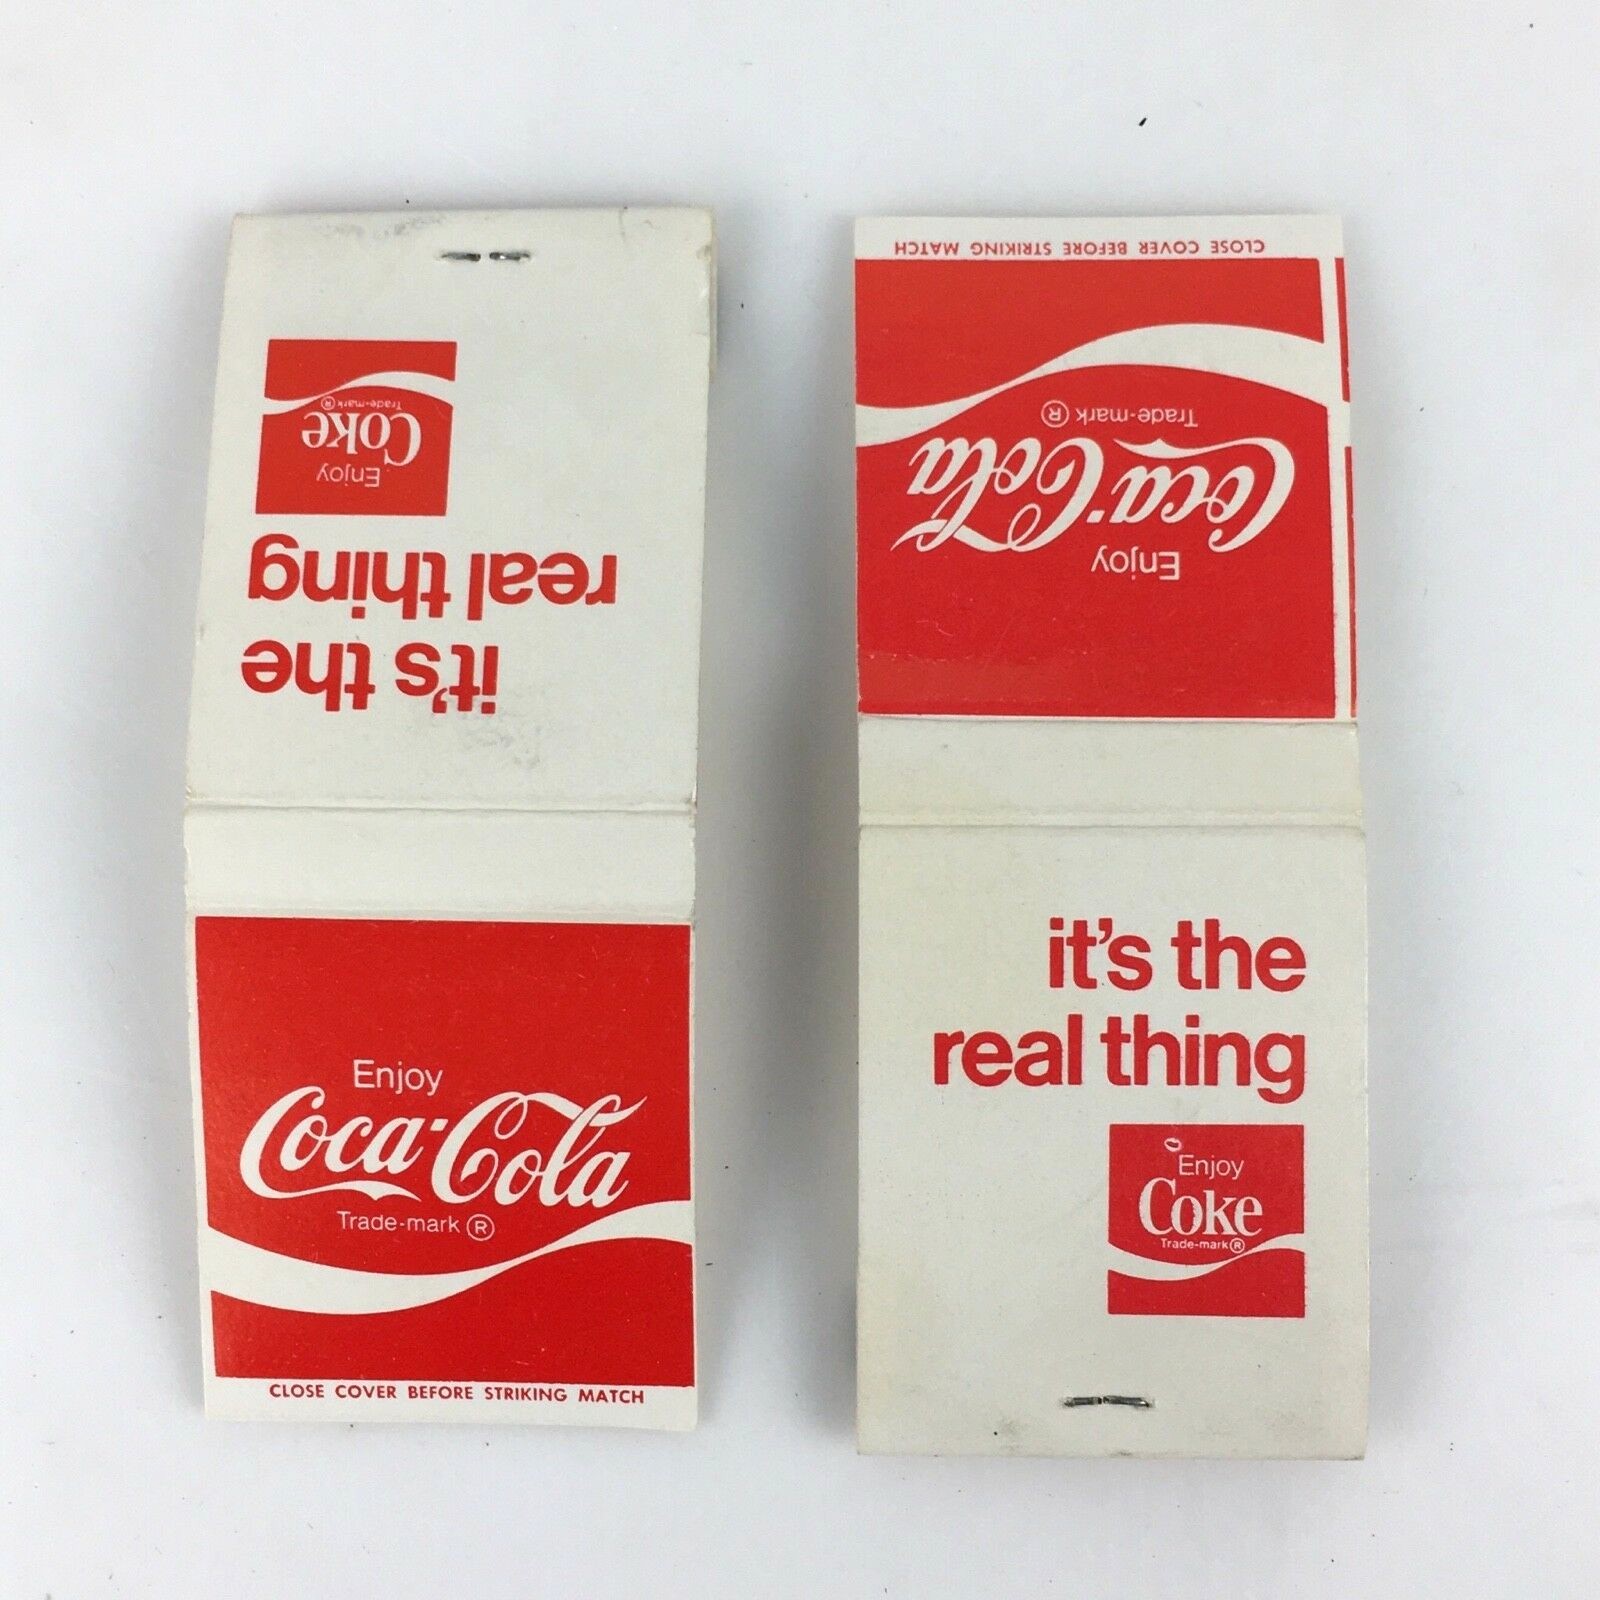 it's the
real thing
Enjoy
Coke
Trade-mark ®
Enjoy
Coca-Cola
Trade-mark ®
CLOSE COVER BEFORE STRIKING MATCH
CLOSE COVER BEFORE STRIKING MATCH
Enjoy
Coca-Cola
Trade-mark ®
it's the
real thing
Enjoy
Coke
Trade-mark ®